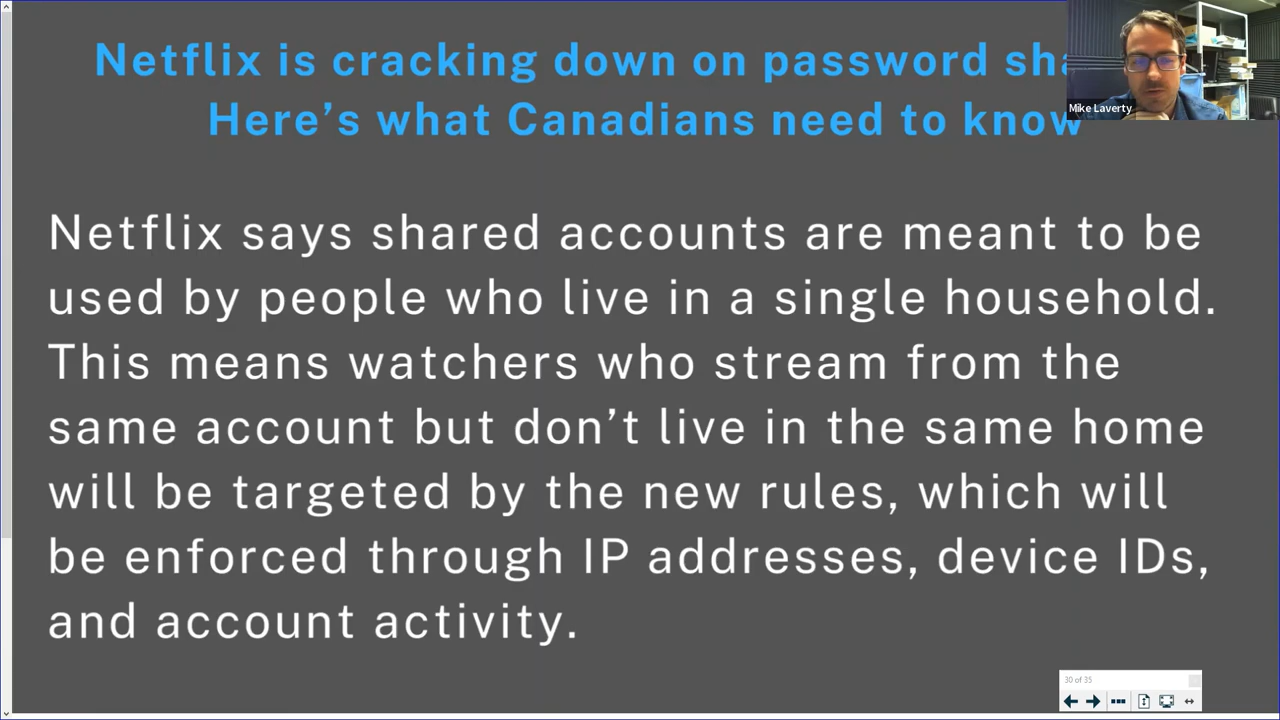 Netflix is cracking down on password
Here’s what Canadians need to know
Mike Laverty
Netflix says shared accounts are meant to be
used by people who live in a single household.
This means watchers who stream from the
same account but don’t live in the same home
will be targeted by the new rules, which will
be enforced through IP addresses, device IDs,
and account activity.
30 of 35